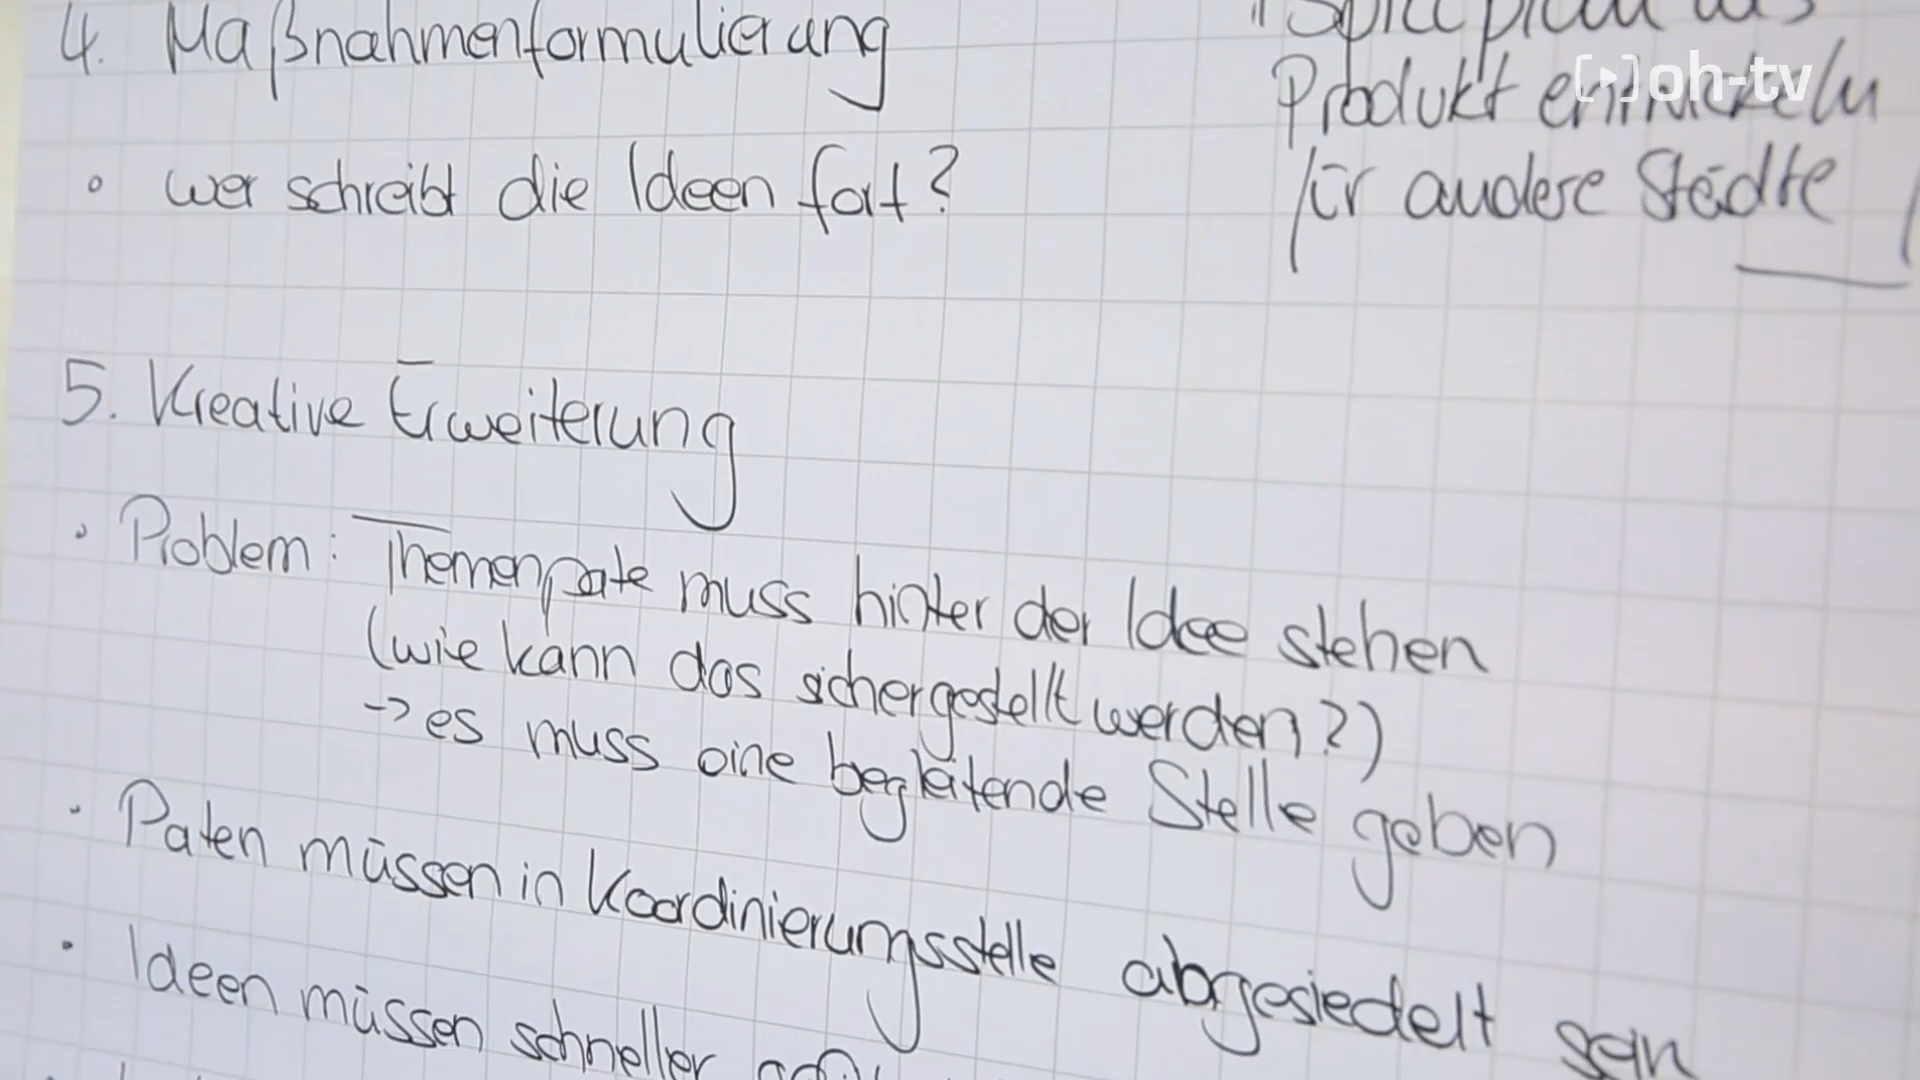 4. Maßnahmenformulierung
• wer schreibt die Ideen fort?
5. Kreative Erweiterung
• Problem: Themenpate muss hinter der Idee stehen
(wie kann das sichergestellt werden?)
-> es muss eine begleitende Stelle geben
• Paten müssen in Koordinierungsstelle abgesiedelt sein
• Ideen müssen schneller
Produkt entwickeln
für andere Städte
oh-tv